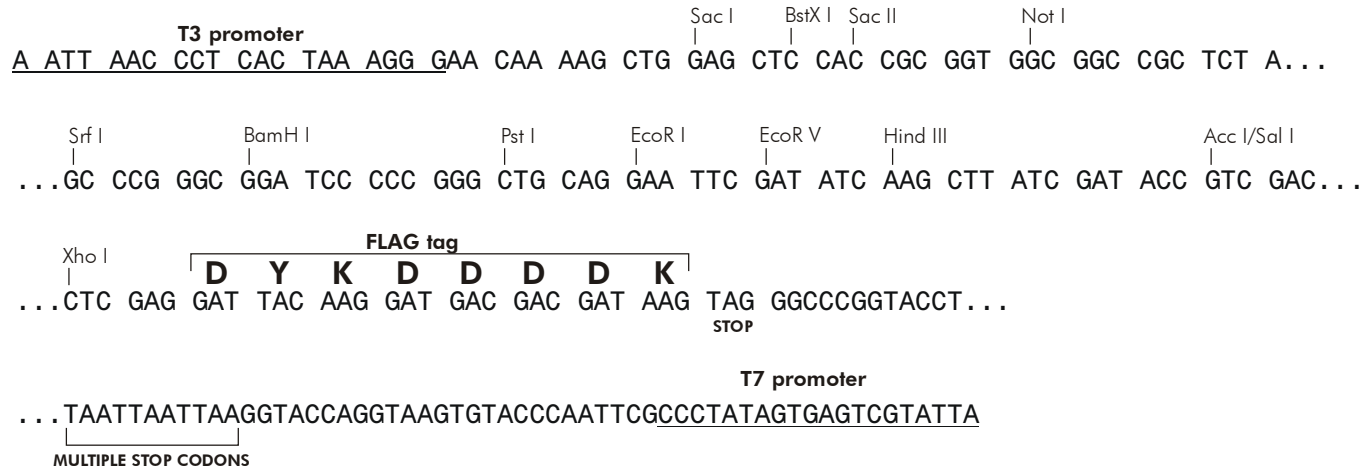 Sac I BstX I Sac II Not I
T3 promoter
A ATT AAC CCT CAC TAA AGG GAA CAA AAG CTG GAG CTC CAC CGC GGT GGC GGC CGC TCT A...
Srf I BamH I Pst I EcoR I EcoR V Hind III Acc I/Sal I
...GC CCG GGC GGA TCC CCC GGG CTG CAG GAA TTC GAT ATC AAG CTT ATC GAT ACC GTC GAC...
FLAG tag
Xho I
D Y K D D D D K
...CTC GAG GAT TAC AAG GAT GAC GAC GAT AAG TAG GGCCCGGTACCT...
STOP
T7 promoter
...TAATTAATTAAGGTACCAGGTAAGTGTACCCAATTCGCCCTATAGTGAGTCGTATTA
MULTIPLE STOP CODONS